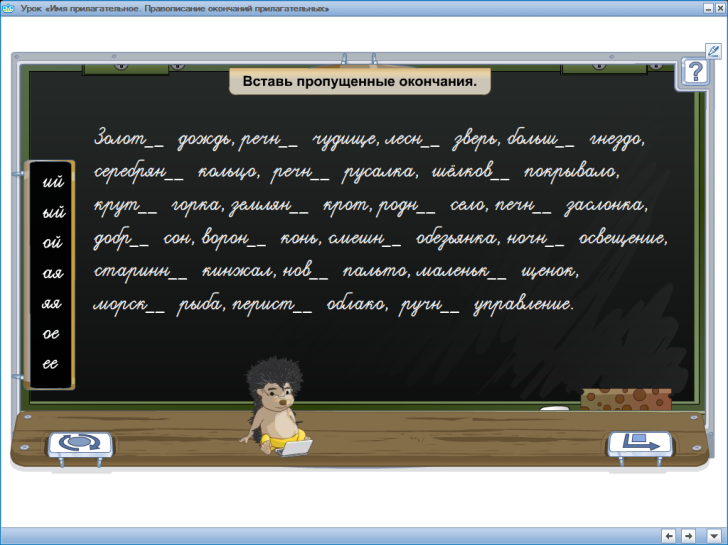 Урок «Имя прилагательное. Правописание окончаний прилагательных»
Вставь пропущенные окончания.
?
Золот__ дождь, речн__ чудище, лесн__ зверь, больш__ гнездо,
серебрян__ кольцо, речн__ русалка, шёлков__ покрывало,
крут__ горка, землян__ крот, родн__ село, печн__ заслонка,
добр__ сон, ворон__ конь, смешн__ обезьянка, ночн__ освещение,
старинн__ кинжал, нов__ пальто, маленьк__ щенок,
морск__ рыба, перист__ облако, ручн__ управление.
ий
ый
ой
ая
яя
ое
ее